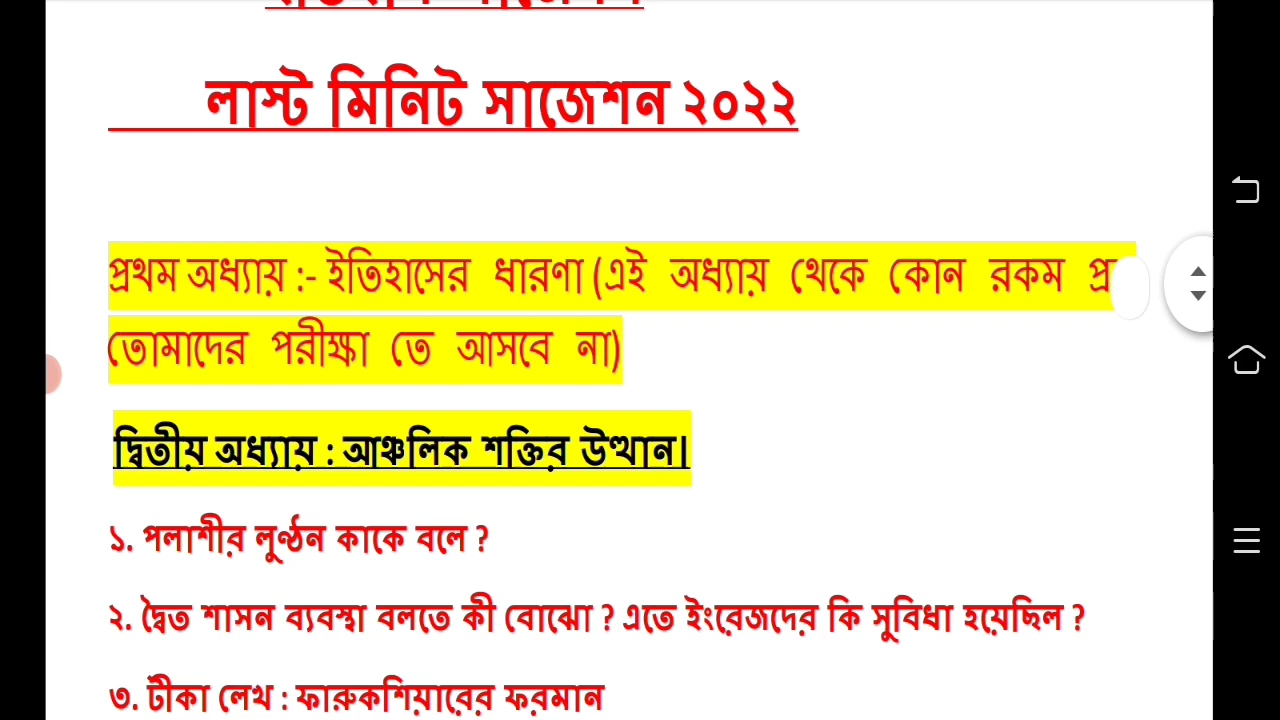 লাস্ট মিনিট সাজেশন ২০২২
প্রথম অধ্যায় :- ইতিহাসের ধারণা (এই অধ্যায় থেকে কোন রকম
তোমাদের পরীক্ষা তে আসবে না)
দ্বিতীয় অধ্যায় : আঞ্চলিক শক্তির উত্থান।
১. পলাশীর লুণ্ঠন কাকে বলে ?
২. দ্বৈত শাসন ব্যবস্থা বলতে কী বোঝো ? এতে ইংরেজদের কি সুবিধা হয়েছিল ?
৩. টীকা লেখ : ফারুকশিয়ারের ফরমান